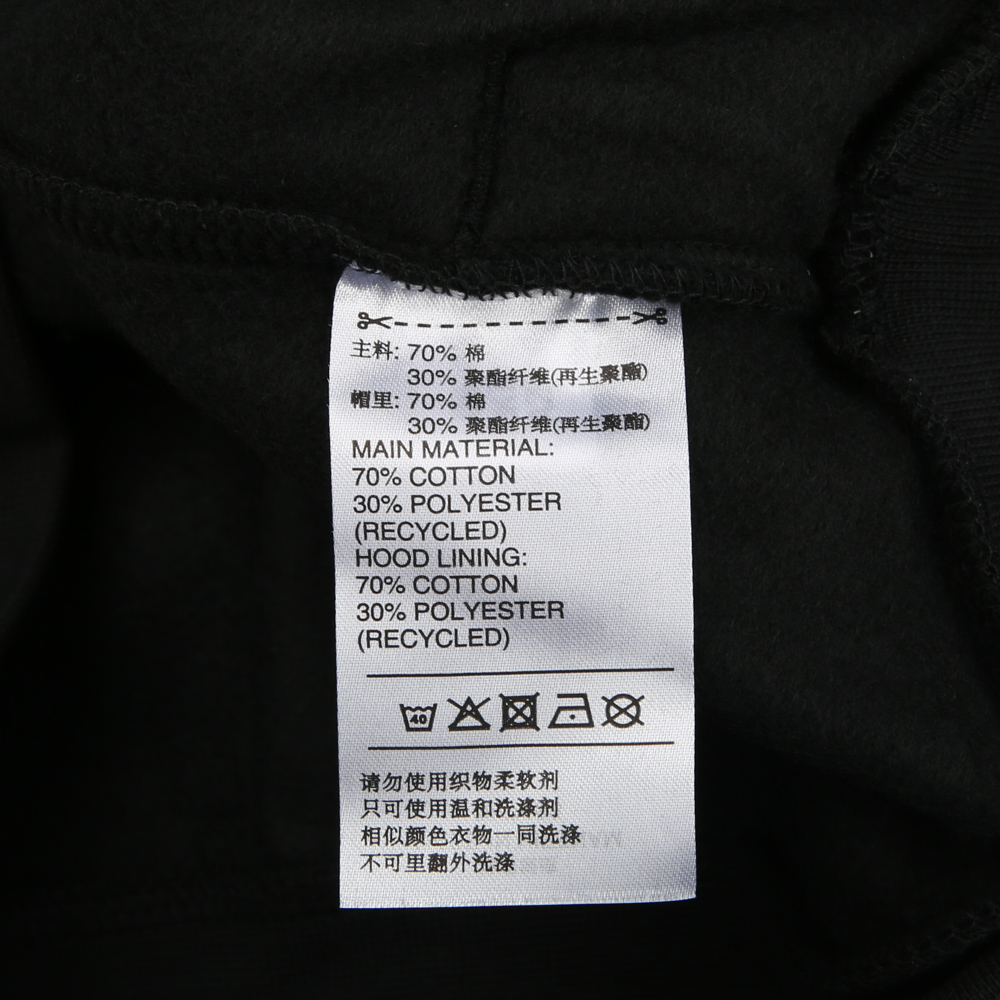 主料: 70% 棉
30% 聚酯纤维(再生聚酯)
帽里: 70% 棉
30% 聚酯纤维(再生聚酯)
MAIN MATERIAL:
70% COTTON
30% POLYESTER
(RECYCLED)
HOOD LINING:
70% COTTON
30% POLYESTER
(RECYCLED)
40
请勿使用织物柔软剂
只可使用温和洗涤剂
相似颜色衣物一同洗涤
不可里翻外洗涤